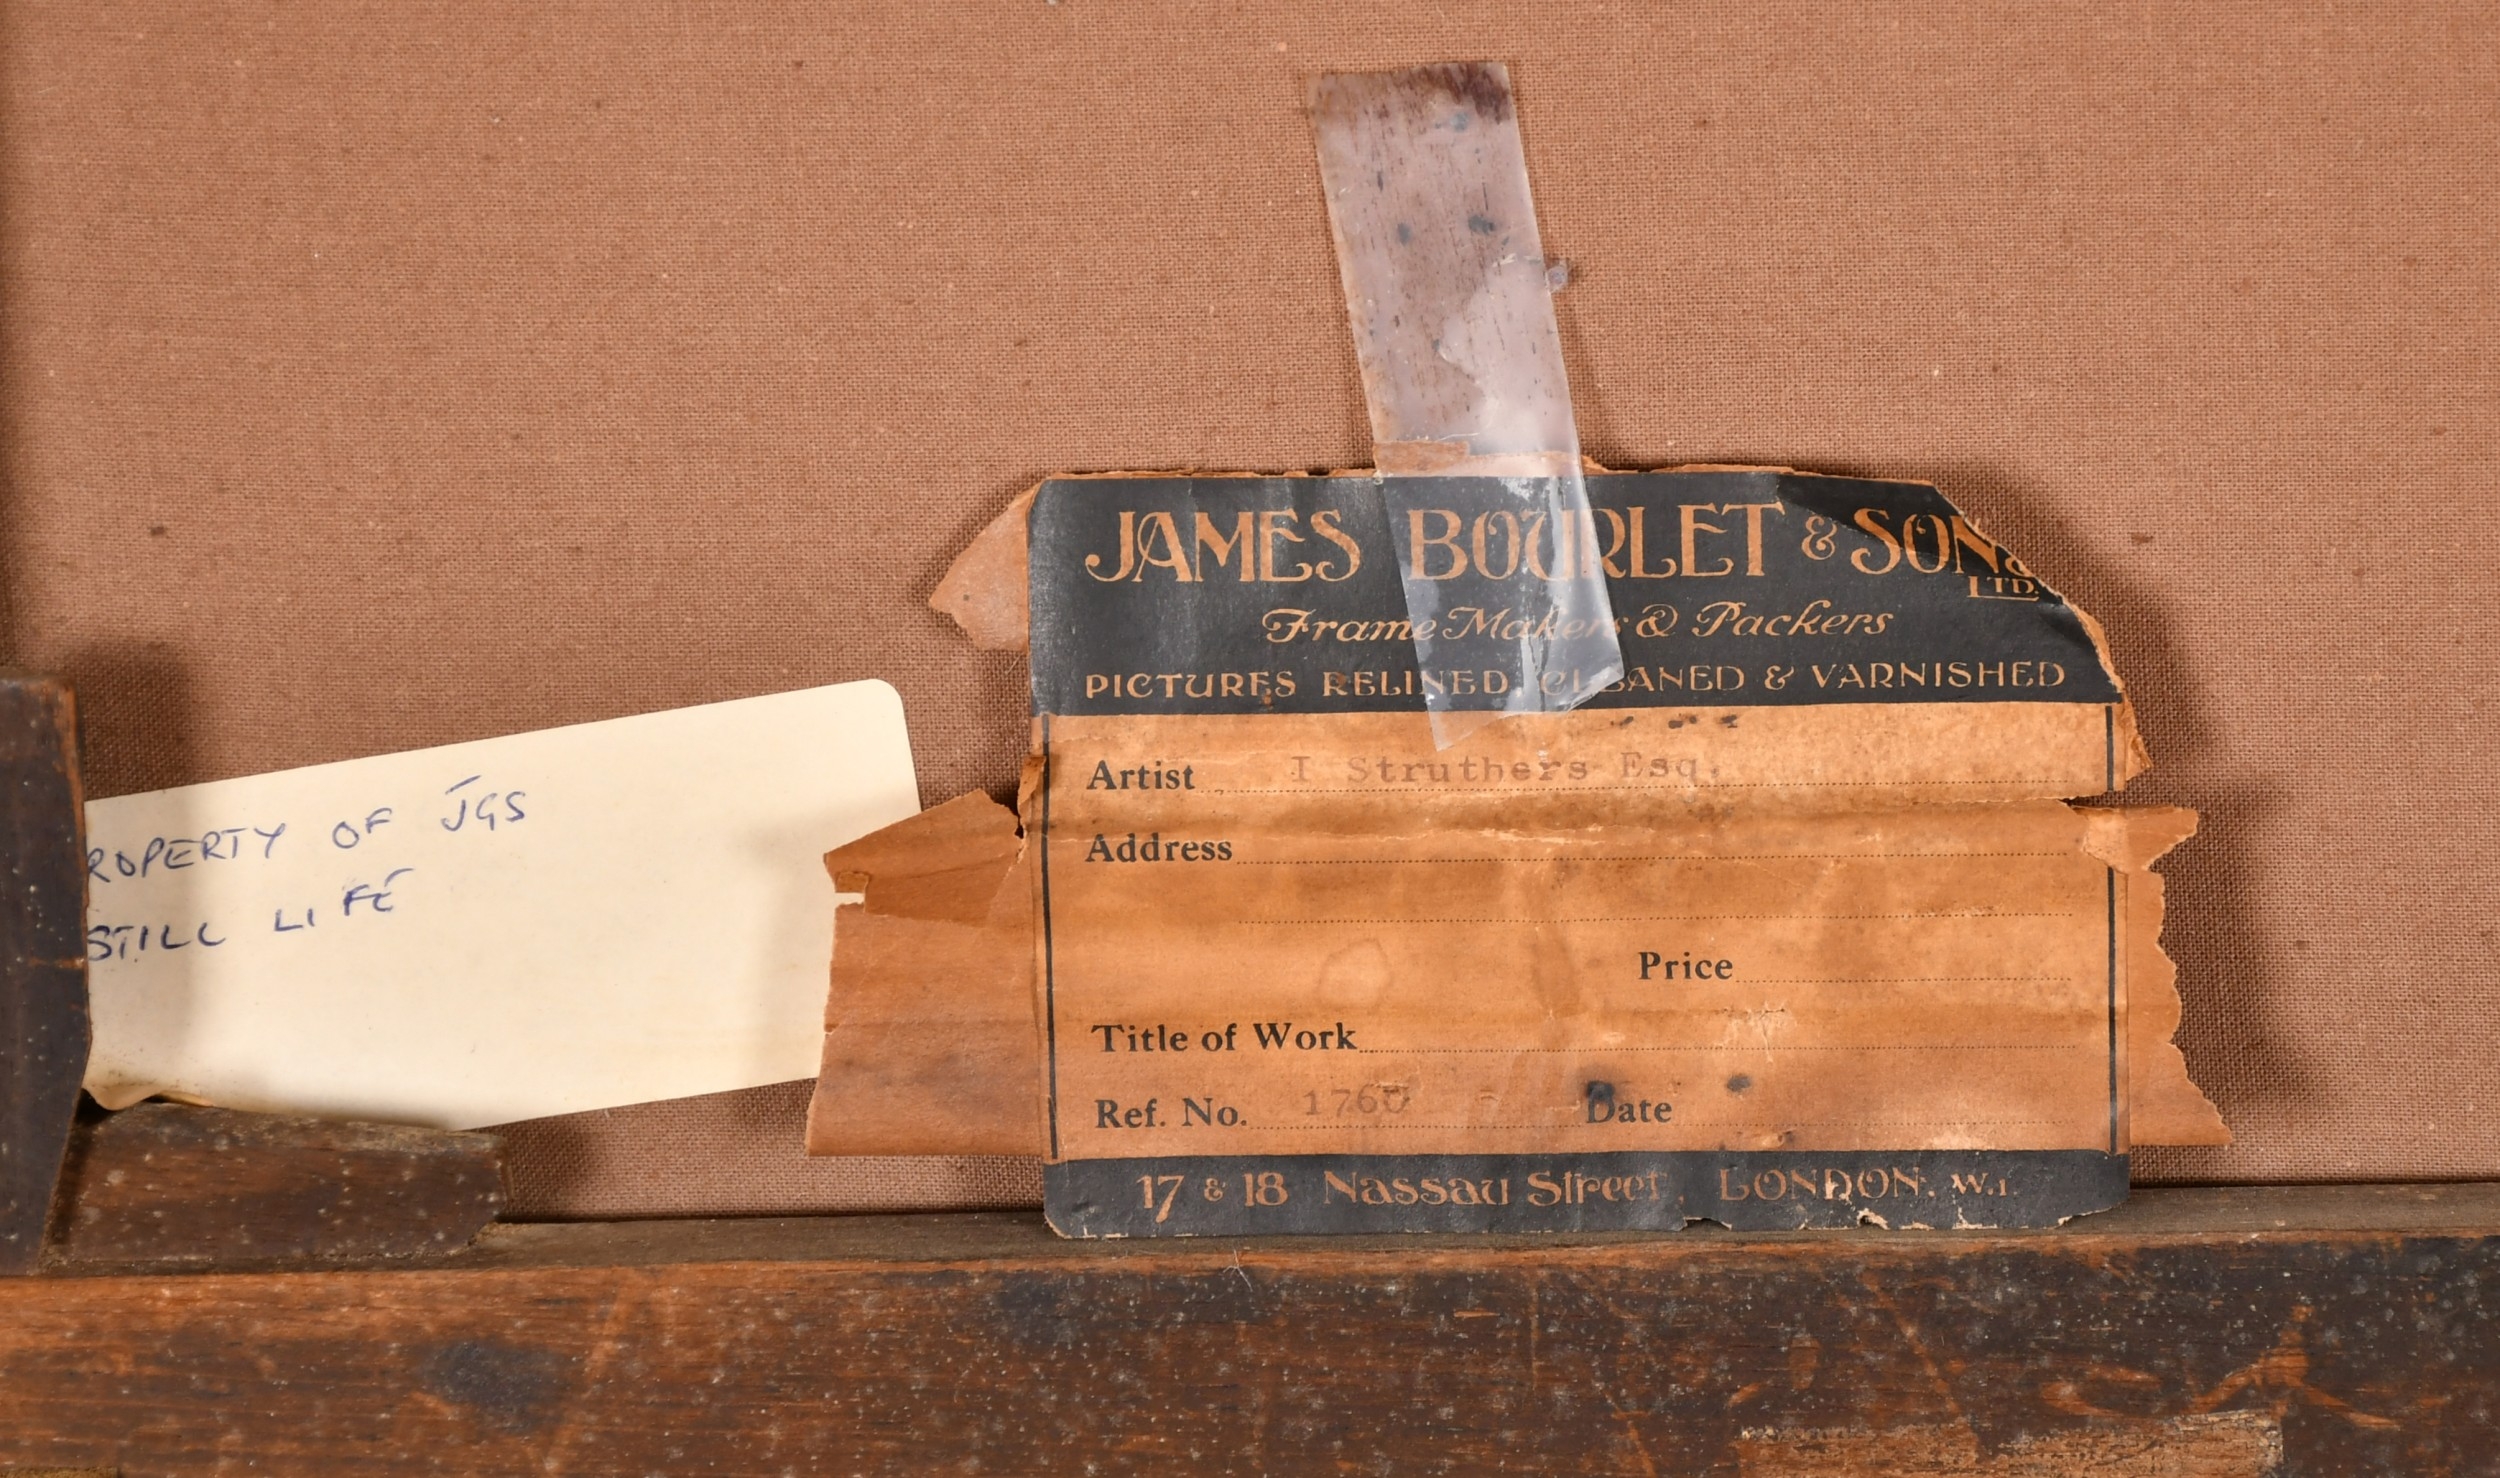 ROPERTY OF JGS
STILL LIFE
JAMES BOURLET & SONS
LTD.
Frame Makers & Packers
PICTURES RELINED, CLEANED & VARNISHED
Artist I Struthers Esq.
Address
Price
Title of Work
Ref. No. 1760 Date
17 & 18 Nassau Street, LONDON, W.1.